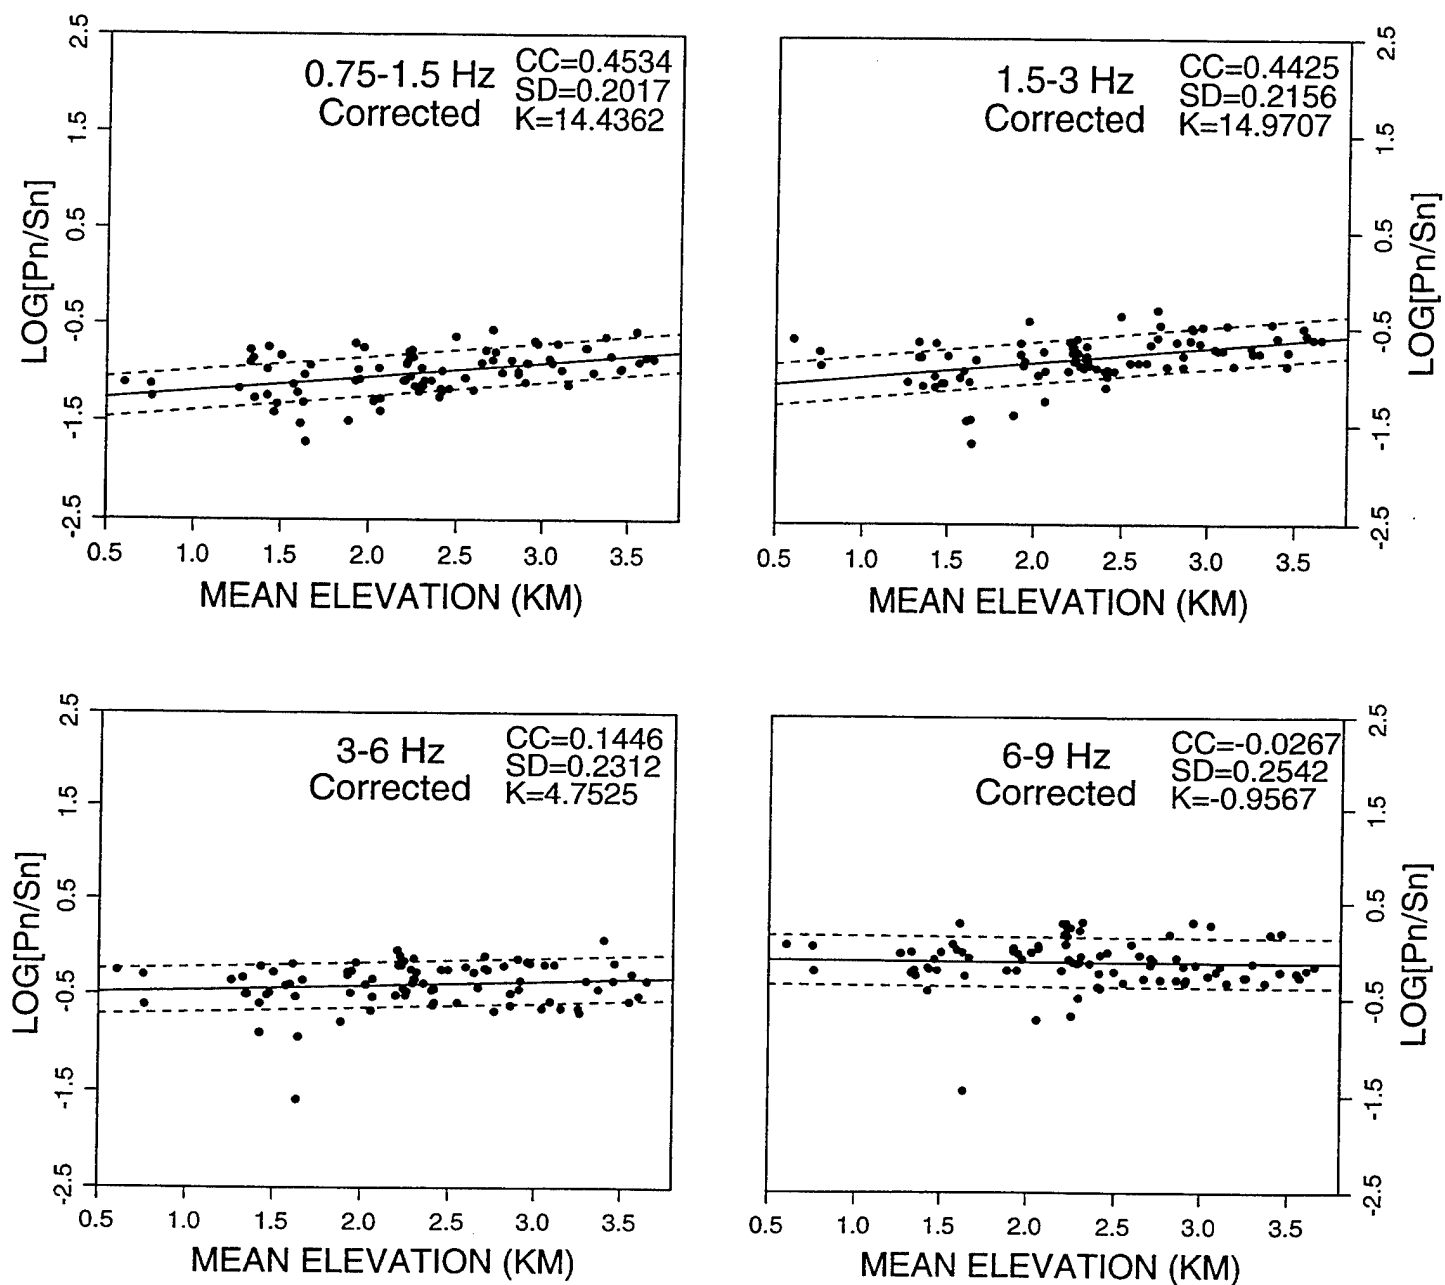 0.75-1.5 Hz
Corrected
CC=0.4534
SD=0.2017
K=14.4362
LOG[Pn/Sn]
2.5
1.5
0.5
-0.5
-1.5
-2.5
0.5 1.0 1.5 2.0 2.5 3.0 3.5
MEAN ELEVATION (KM)
1.5-3 Hz
Corrected
CC=0.4425
SD=0.2156
K=14.9707
LOG[Pn/Sn]
2.5
1.5
0.5
-0.5
-1.5
-2.5
0.5 1.0 1.5 2.0 2.5 3.0 3.5
MEAN ELEVATION (KM)
3-6 Hz
Corrected
CC=0.1446
SD=0.2312
K=4.7525
LOG[Pn/Sn]
2.5
1.5
0.5
-0.5
-1.5
-2.5
0.5 1.0 1.5 2.0 2.5 3.0 3.5
MEAN ELEVATION (KM)
6-9 Hz
Corrected
CC=-0.0267
SD=0.2542
K=-0.9567
LOG[Pn/Sn]
2.5
1.5
0.5
-0.5
-1.5
-2.5
0.5 1.0 1.5 2.0 2.5 3.0 3.5
MEAN ELEVATION (KM)